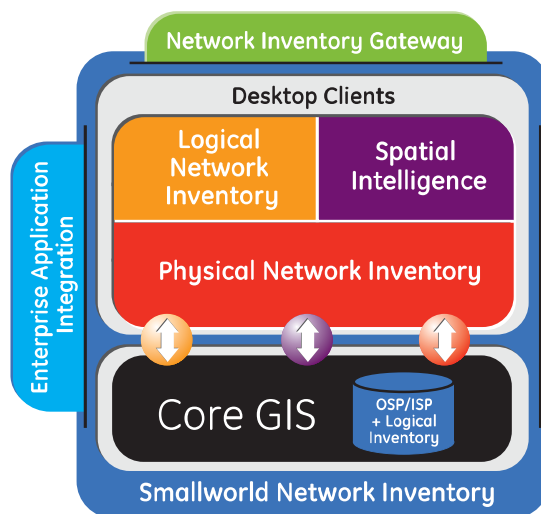 Network Inventory Gateway
Desktop Clients
Logical
Network
Inventory
Spatial
Intelligence
Physical Network Inventory
Enterprise Application
Integration
Core GIS
OSP/ISP
+ Logical
Inventory
Smallworld Network Inventory